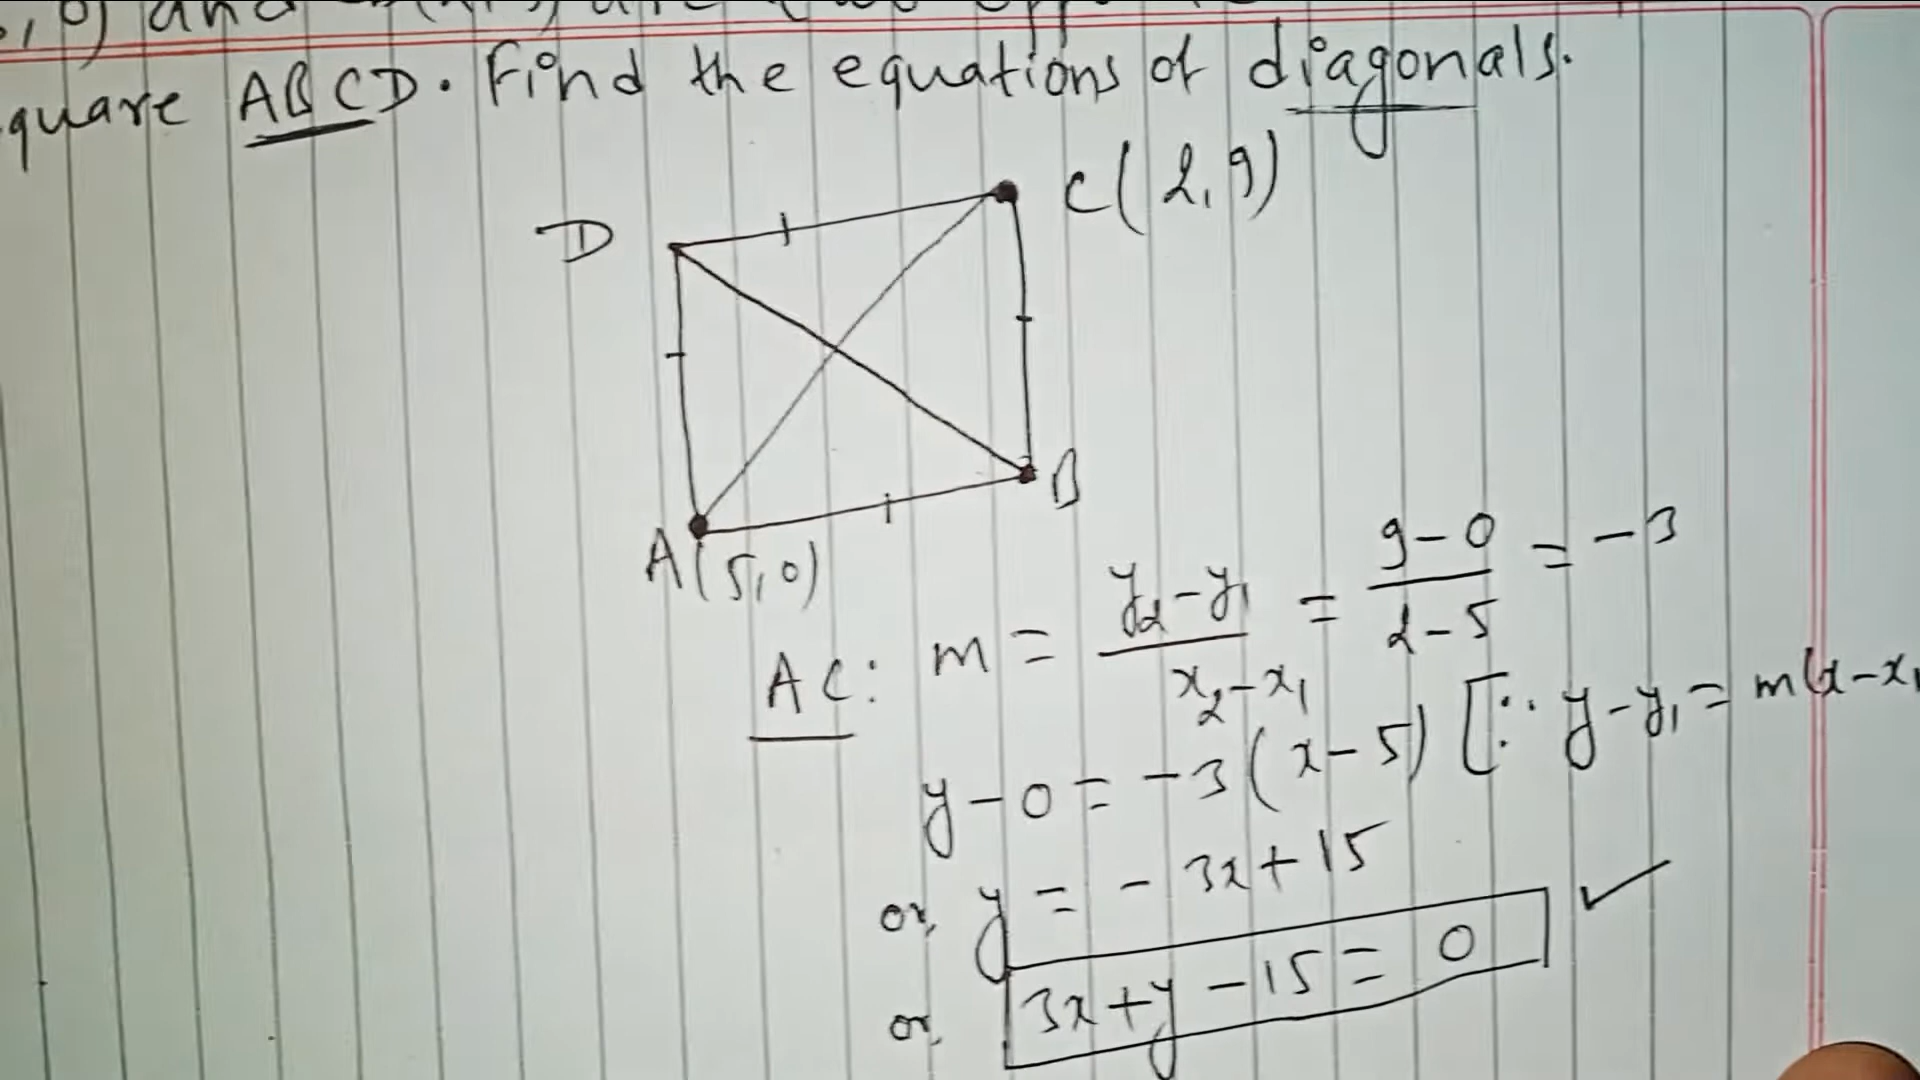 quare ABCD. Find the equations of diagonals.
D
C(2,9)
A(5,0)
B
AC: m = y₂-y₁/x₂-x₁ = 9-0/2-5 = -3
y-0 = -3(x-5) [∵ y-y₁ = m(x-x₁
or, y = -3x+15
or, 3x+y-15=0 ✓